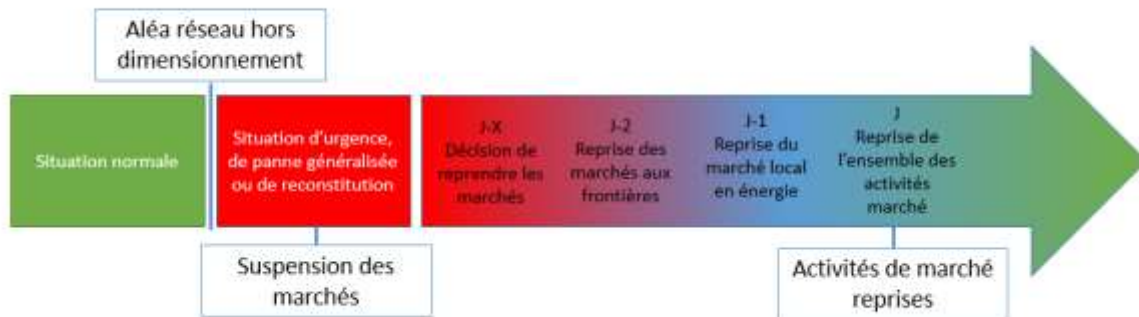 Aléa réseau hors
dimensionnement
Situation normale
Situation d'urgence,
de panne généralisée
ou de reconstitution
J-X
Décision de
reprendre les
marchés
J-2
Reprise des
marchés aux
frontières
J-1
Reprise du
marché local
en énergie
J
Reprise de
l'ensemble des
activités
marché
Suspension des
marchés
Activités de marché
reprises